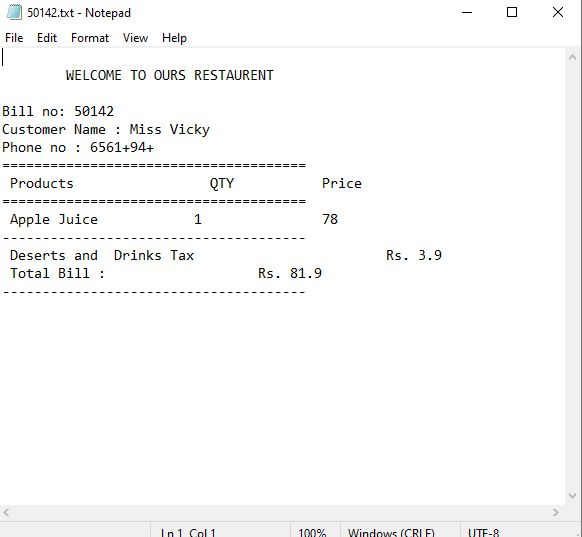 50142.txt - Notepad
File Edit Format View Help
WELCOME TO OURS RESTAURENT
Bill no: 50142
Customer Name : Miss Vicky
Phone no : 6561+94+
======================================
Products QTY Price
======================================
Apple Juice 1 78
--------------------------------------
Deserts and  Drinks Tax Rs. 3.9
Total Bill : Rs. 81.9
--------------------------------------
Ln 1, Col 1 100% Windows (CRLF) UTF-8